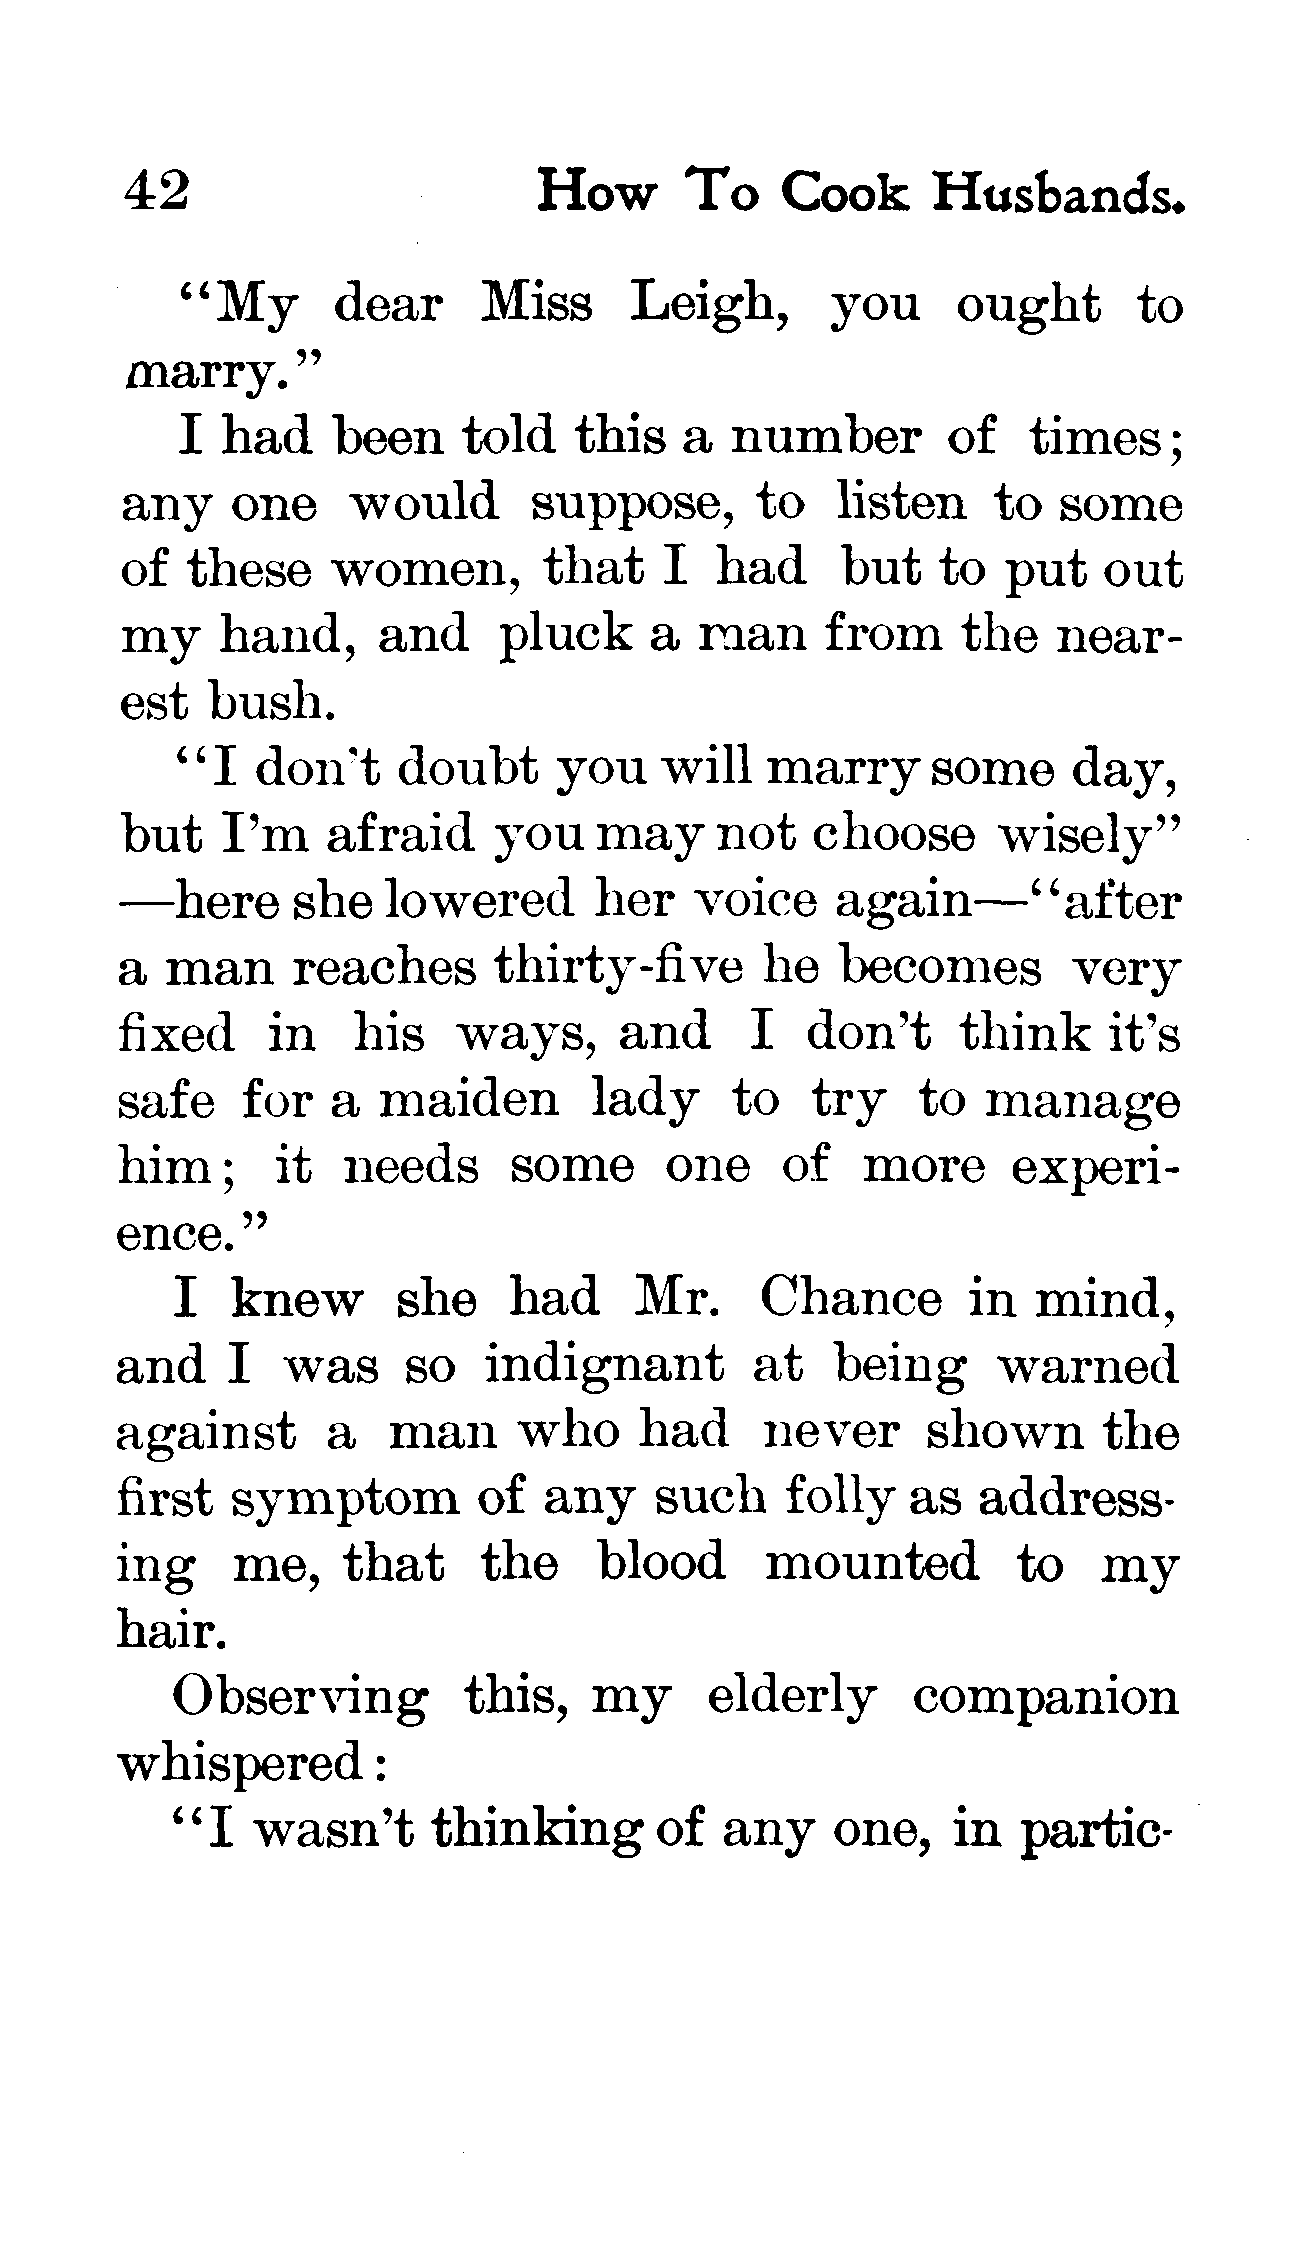 42 How To Cook Husbands.
“My dear Miss Leigh, you ought to
marry.”
I had been told this a number of times;
any one would suppose, to listen to some
of these women, that I had but to put out
my hand, and pluck a man from the near-
est bush.
“I don’t doubt you will marry some day,
but I’m afraid you may not choose wisely”
—here she lowered her voice again—“after
a man reaches thirty-five he becomes very
fixed in his ways, and I don’t think it’s
safe for a maiden lady to try to manage
him; it needs some one of more experi-
ence.”
I knew she had Mr. Chance in mind,
and I was so indignant at being warned
against a man who had never shown the
first symptom of any such folly as address-
ing me, that the blood mounted to my
hair.
Observing this, my elderly companion
whispered:
“I wasn’t thinking of any one, in partic-